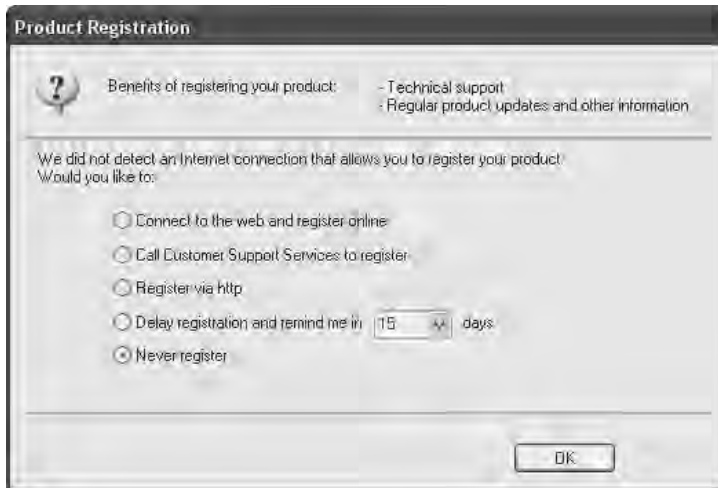 Product Registration
Benefits of registering your product: - Technical support
- Regular product updates and other information
We did not detect an Internet connection that allows you to register your product
Would you like to:
Connect to the web and register online
Call Customer Support Services to register
Register via http
Delay registration and remind me in 15 days
Never register
OK